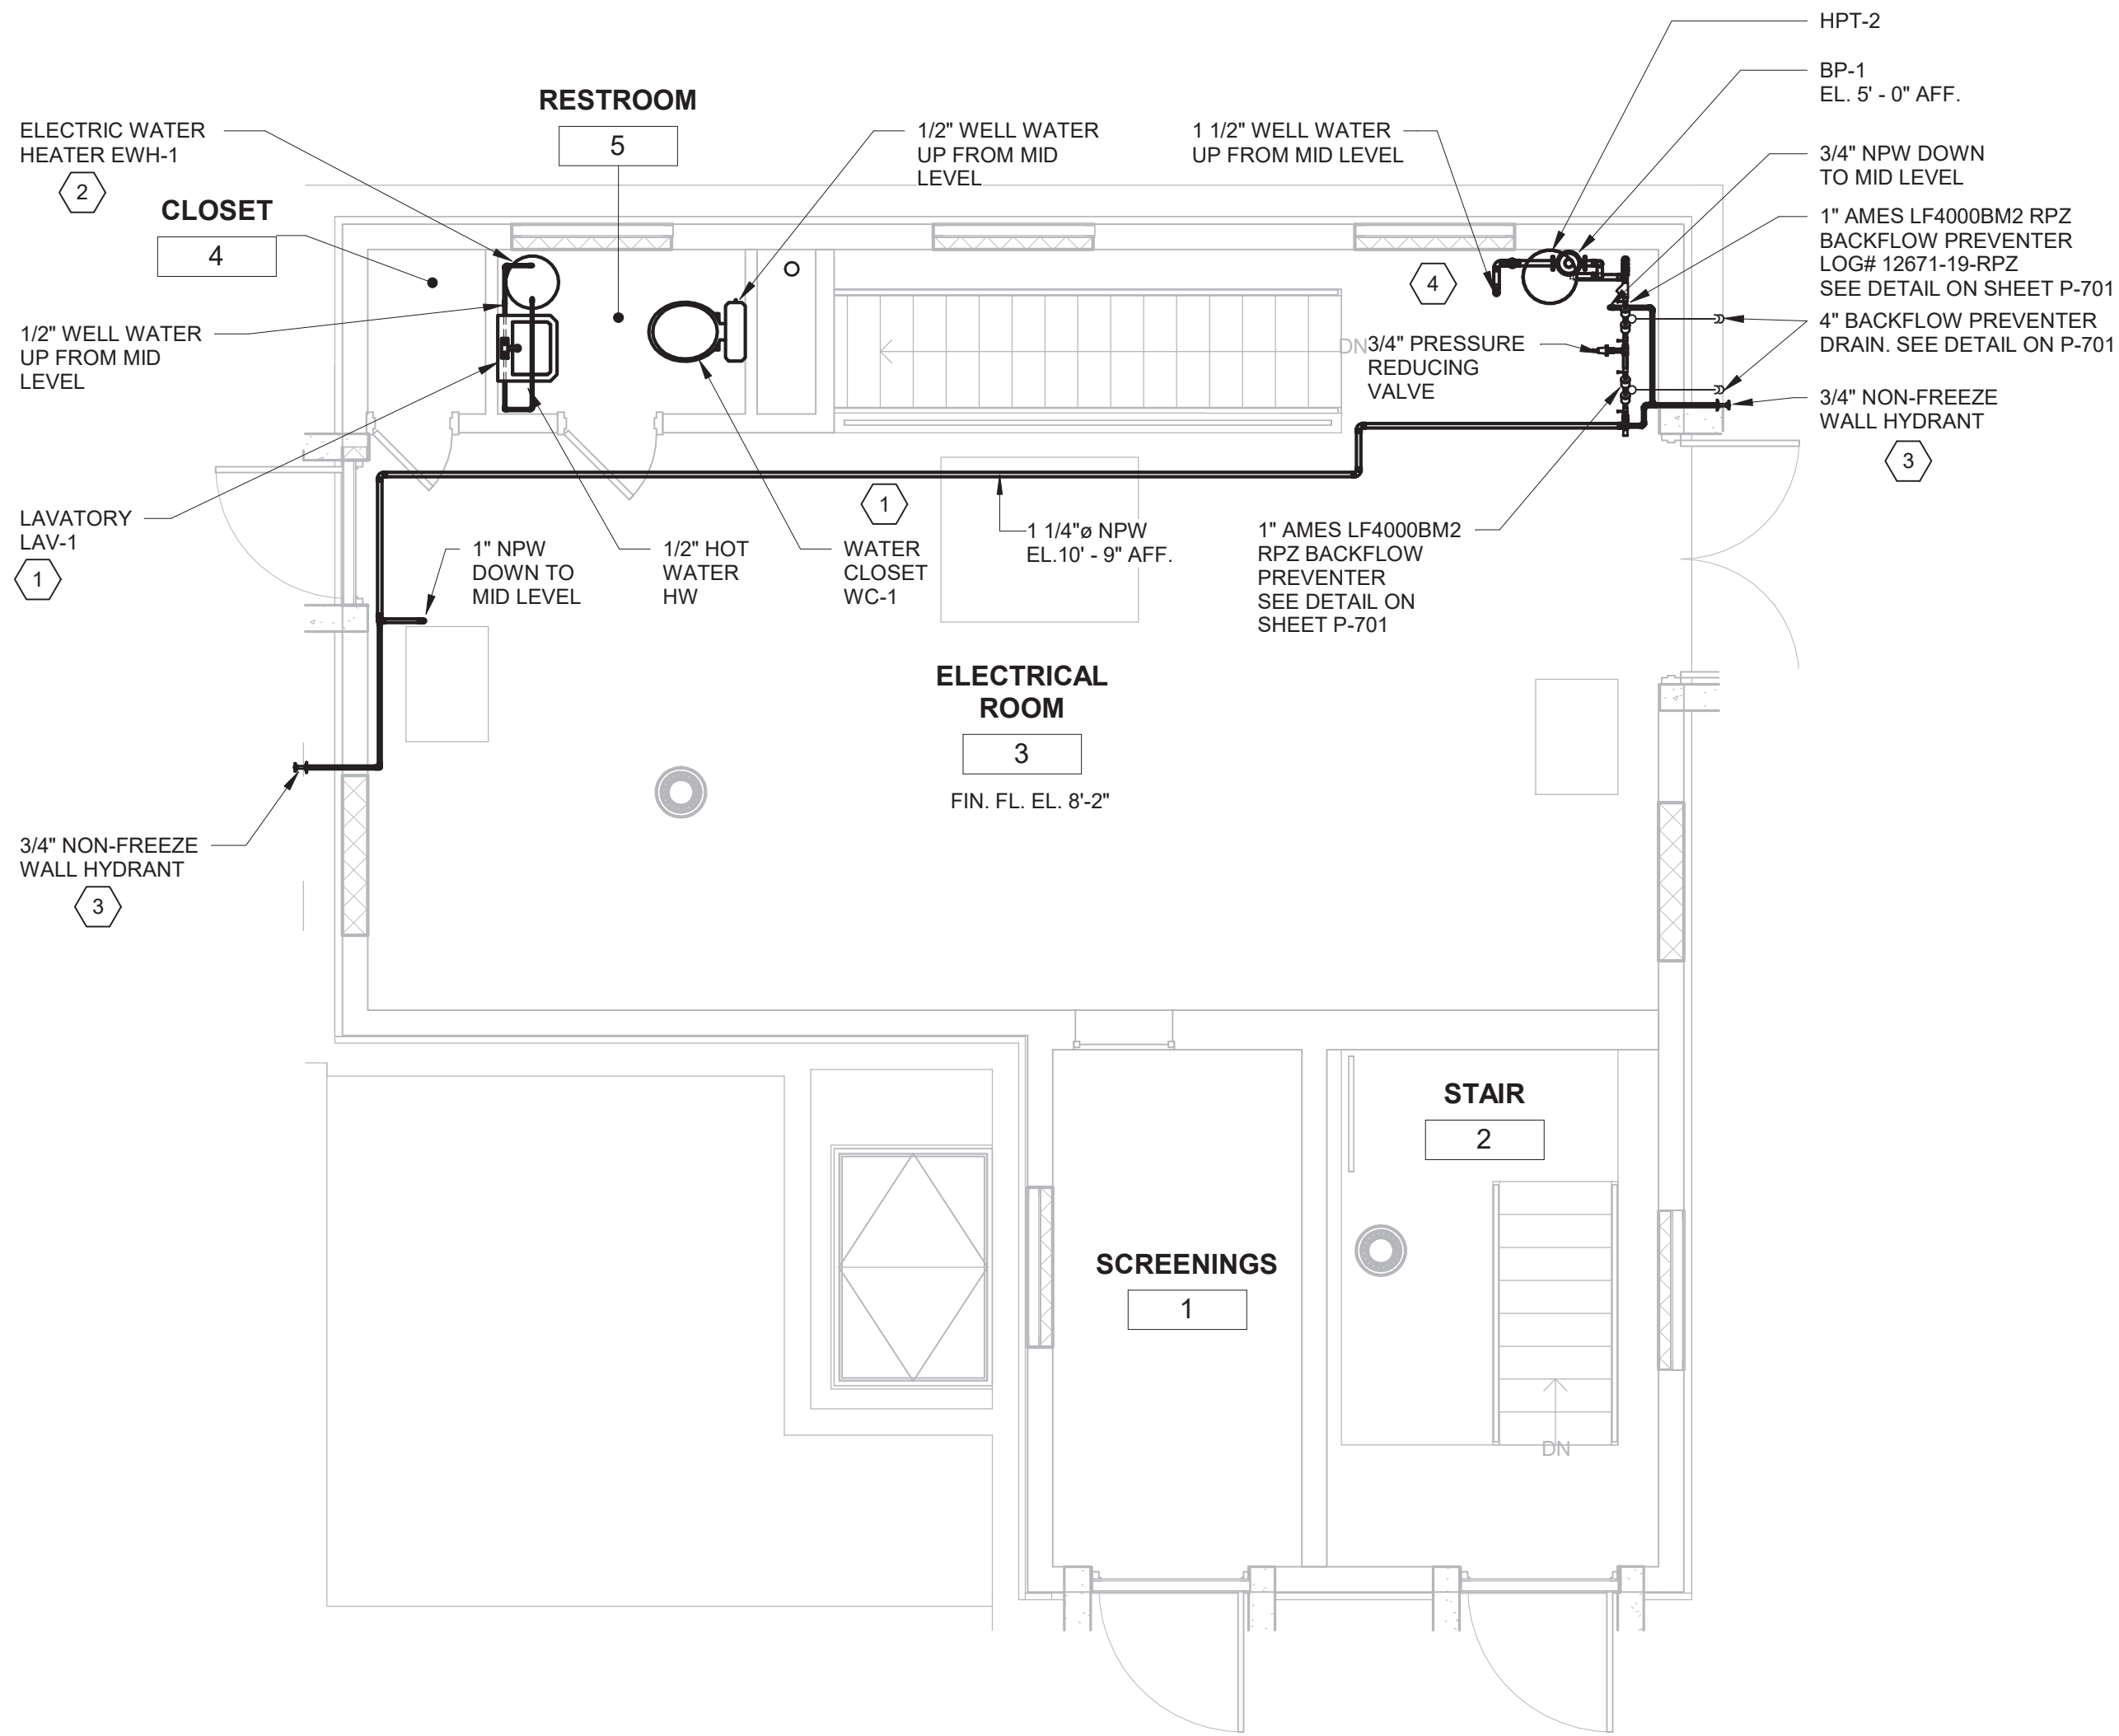 HPT-2
BP-1
EL. 5' - 0" AFF.
RESTROOM
5
ELECTRIC WATER
HEATER EWH-1
2
1/2" WELL WATER
UP FROM MID
LEVEL
1 1/2" WELL WATER
UP FROM MID LEVEL
3/4" NPW DOWN
TO MID LEVEL
CLOSET
4
1" AMES LF4000BM2 RPZ
BACKFLOW PREVENTER
LOG# 12671-19-RPZ
SEE DETAIL ON SHEET P-701
4
1/2" WELL WATER
UP FROM MID
LEVEL
DN
3/4" PRESSURE
REDUCING
VALVE
4" BACKFLOW PREVENTER
DRAIN. SEE DETAIL ON P-701
3/4" NON-FREEZE
WALL HYDRANT
3
LAVATORY
LAV-1
1
1" NPW
DOWN TO
MID LEVEL
1/2" HOT
WATER
HW
1
WATER
CLOSET
WC-1
1 1/4"ø NPW
EL.10' - 9" AFF.
1" AMES LF4000BM2
RPZ BACKFLOW
PREVENTER
SEE DETAIL ON
SHEET P-701
ELECTRICAL
ROOM
3
FIN. FL. EL. 8'-2"
3/4" NON-FREEZE
WALL HYDRANT
3
STAIR
2
DN
SCREENINGS
1